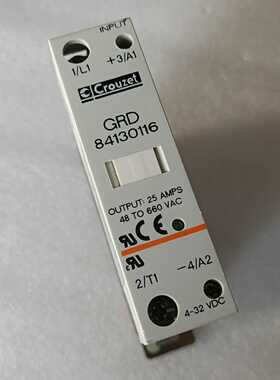 INPUT
1/L1 +3/A1
Crouzet
GRD
84130116
OUTPUT: 25 AMPS
48 TO 660 VAC
CE
2/T1 -4/A2
4-32 VDC